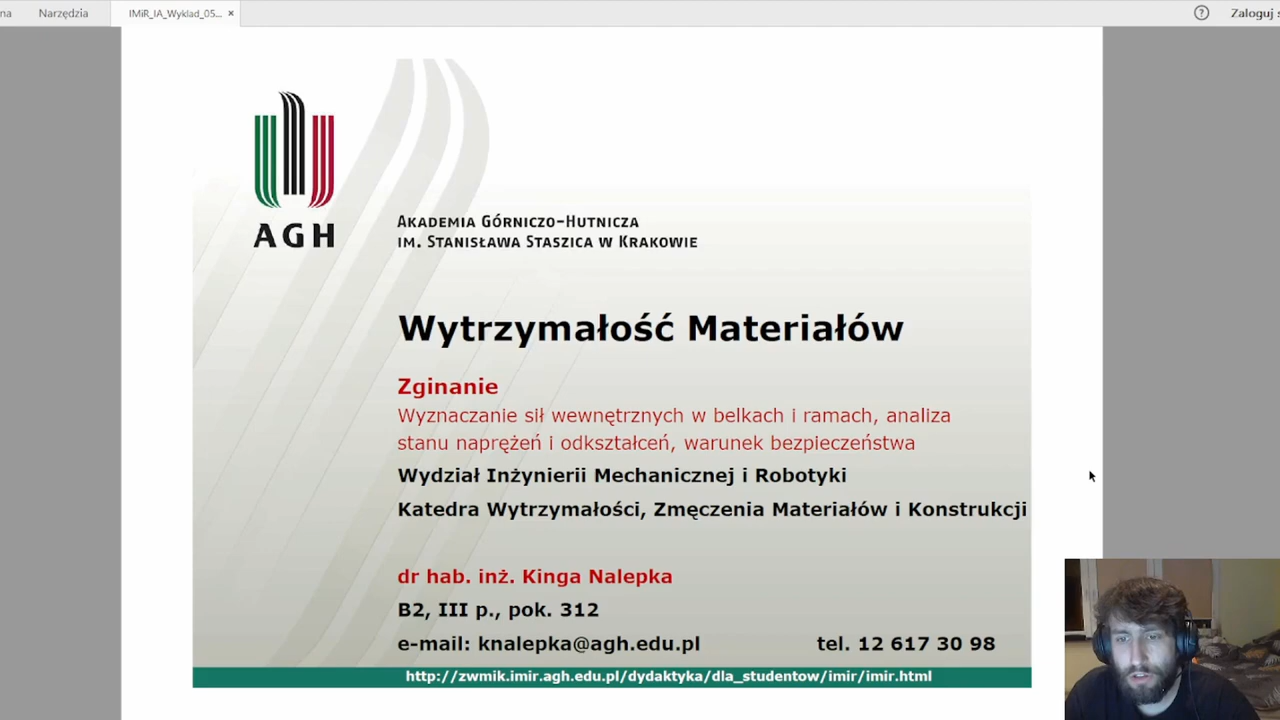 na Narzędzia IMiR_IA_Wyklad_05... × ? Zaloguj
AGH
AKADEMIA GÓRNICZO-HUTNICZA
IM. STANISŁAWA STASZICA W KRAKOWIE
Wytrzymałość Materiałów
Zginanie
Wyznaczanie sił wewnętrznych w belkach i ramach, analiza
stanu naprężeń i odkształceń, warunek bezpieczeństwa
Wydział Inżynierii Mechanicznej i Robotyki
Katedra Wytrzymałości, Zmęczenia Materiałów i Konstrukcji
dr hab. inż. Kinga Nalepka
B2, III p., pok. 312
e-mail: knalepka@agh.edu.pl tel. 12 617 30 98
http://zwmik.imir.agh.edu.pl/dydaktyka/dla_studentow/imir/imir.html